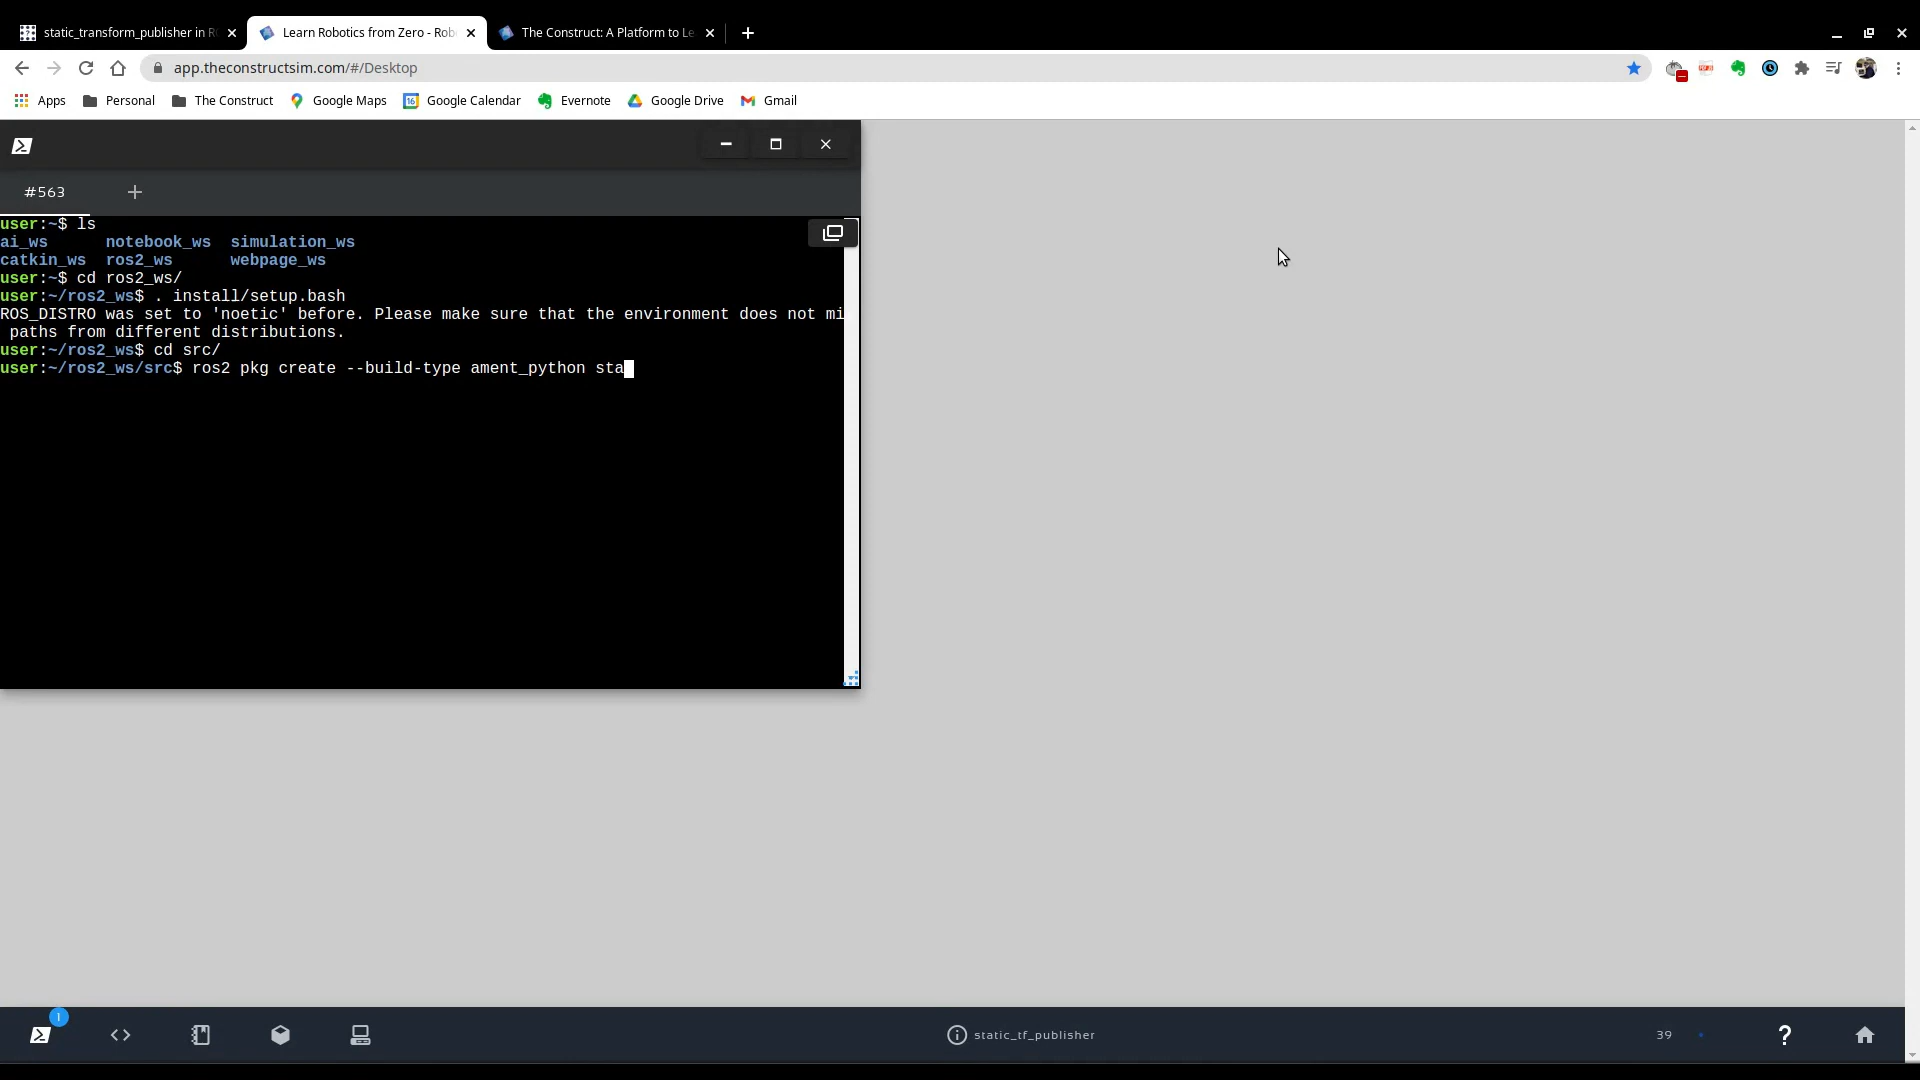 static_transform_publisher in R
Learn Robotics from Zero - Rob
The Construct: A Platform to Le
app.theconstructsim.com/#/Desktop
Apps
Personal
The Construct
Google Maps
16
Google Calendar
Evernote
Google Drive
Gmail
#563
user:~$ ls
ai_ws notebook_ws simulation_ws
catkin_ws ros2_ws webpage_ws
user:~$ cd ros2_ws/
user:~/ros2_ws$ . install/setup.bash
ROS_DISTRO was set to 'noetic' before. Please make sure that the environment does not mi
paths from different distributions.
user:~/ros2_ws$ cd src/
user:~/ros2_ws/src$ ros2 pkg create --build-type ament_python sta
1
static_tf_publisher
39
?